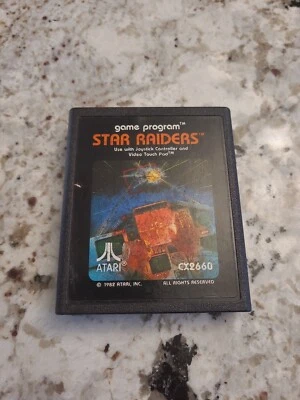 game program™
STAR RAIDERS™
Use with Joystick Controller and
Video Touch Pad™
ATARI® CX2660
© 1982 ATARI, INC. ALL RIGHTS RESERVED